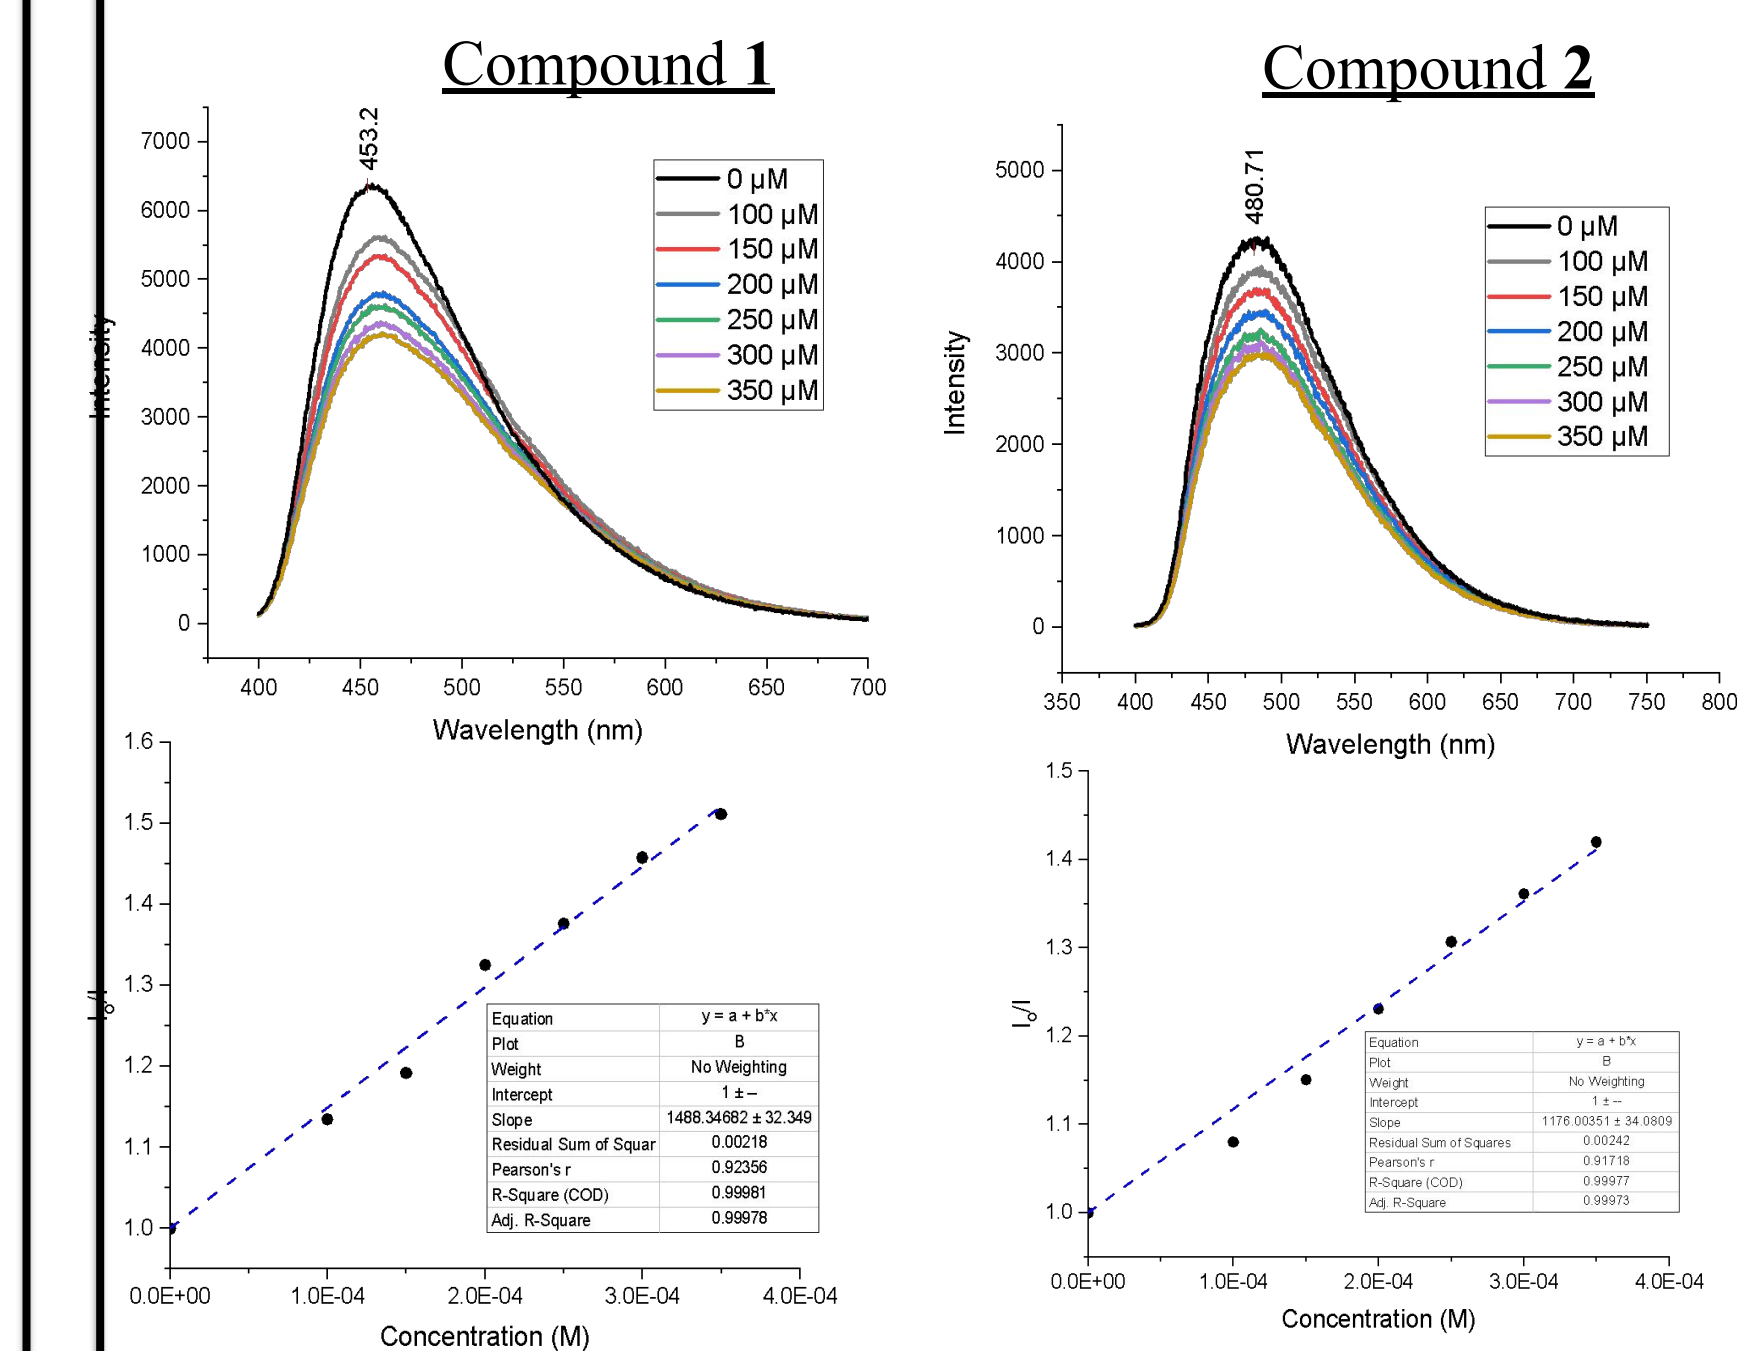 Compound 1
453.2
7000
6000
5000
4000
3000
2000
1000
0
Intensity
0 µM
100 µM
150 µM
200 µM
250 µM
300 µM
350 µM
400
450
500
550
600
650
700
Wavelength (nm)
Compound 2
480.71
5000
4000
3000
2000
1000
0
Intensity
0 µM
100 µM
150 µM
200 µM
250 µM
300 µM
350 µM
350
400
450
500
550
600
650
700
750
800
Wavelength (nm)
1.6
1.5
1.4
1.3
1.2
1.1
1.0
I₀/I
Equation y = a + b*x
Plot B
Weight No Weighting
Intercept 1 ± --
Slope 1488.34682 ± 32.349
Residual Sum of Squar 0.00218
Pearson's r 0.92356
R-Square (COD) 0.99981
Adj. R-Square 0.99978
0.0E+00
1.0E-04
2.0E-04
3.0E-04
4.0E-04
Concentration (M)
1.5
1.4
1.3
1.2
1.1
1.0
I₀/I
Equation y = a + b*x
Plot B
Weight No Weighting
Intercept 1 ± --
Slope 1176.00351 ± 34.0809
Residual Sum of Squares 0.00242
Pearson's r 0.91718
R-Square (COD) 0.99977
Adj. R-Square 0.99973
0.0E+00
1.0E-04
2.0E-04
3.0E-04
4.0E-04
Concentration (M)